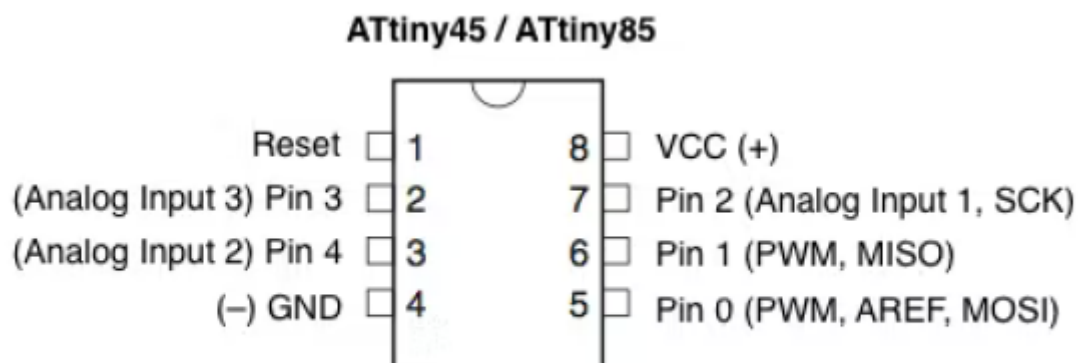 ATtiny45 / ATtiny85
Reset 1 8 VCC (+)
(Analog Input 3) Pin 3 2 7 Pin 2 (Analog Input 1, SCK)
(Analog Input 2) Pin 4 3 6 Pin 1 (PWM, MISO)
(–) GND 4 5 Pin 0 (PWM, AREF, MOSI)